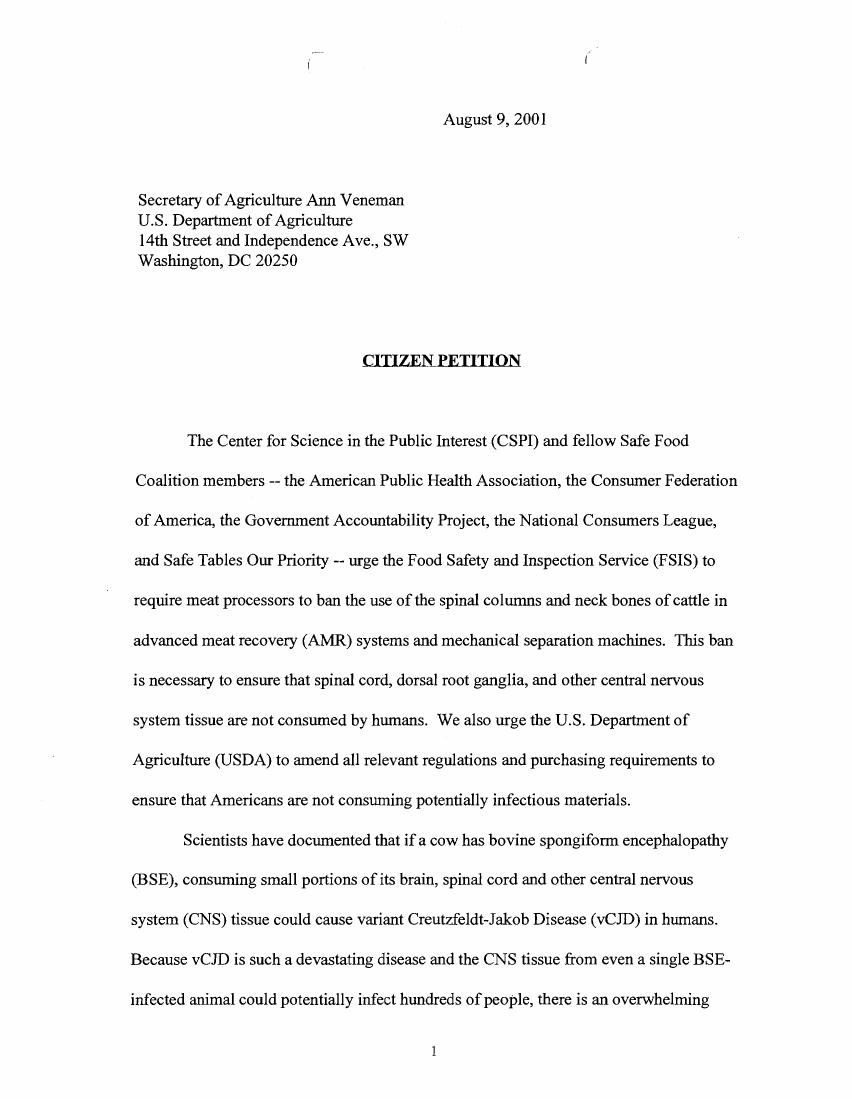 August 9, 2001
Secretary of Agriculture Ann Veneman
U.S. Department of Agriculture
14th Street and Independence Ave., SW
Washington, DC 20250
CITIZEN PETITION
The Center for Science in the Public Interest (CSPI) and fellow Safe Food
Coalition members -- the American Public Health Association, the Consumer Federation
of America, the Government Accountability Project, the National Consumers League,
and Safe Tables Our Priority -- urge the Food Safety and Inspection Service (FSIS) to
require meat processors to ban the use of the spinal columns and neck bones of cattle in
advanced meat recovery (AMR) systems and mechanical separation machines. This ban
is necessary to ensure that spinal cord, dorsal root ganglia, and other central nervous
system tissue are not consumed by humans. We also urge the U.S. Department of
Agriculture (USDA) to amend all relevant regulations and purchasing requirements to
ensure that Americans are not consuming potentially infectious materials.
Scientists have documented that if a cow has bovine spongiform encephalopathy
(BSE), consuming small portions of its brain, spinal cord and other central nervous
system (CNS) tissue could cause variant Creutzfeldt-Jakob Disease (vCJD) in humans.
Because vCJD is such a devastating disease and the CNS tissue from even a single BSE-
infected animal could potentially infect hundreds of people, there is an overwhelming
1